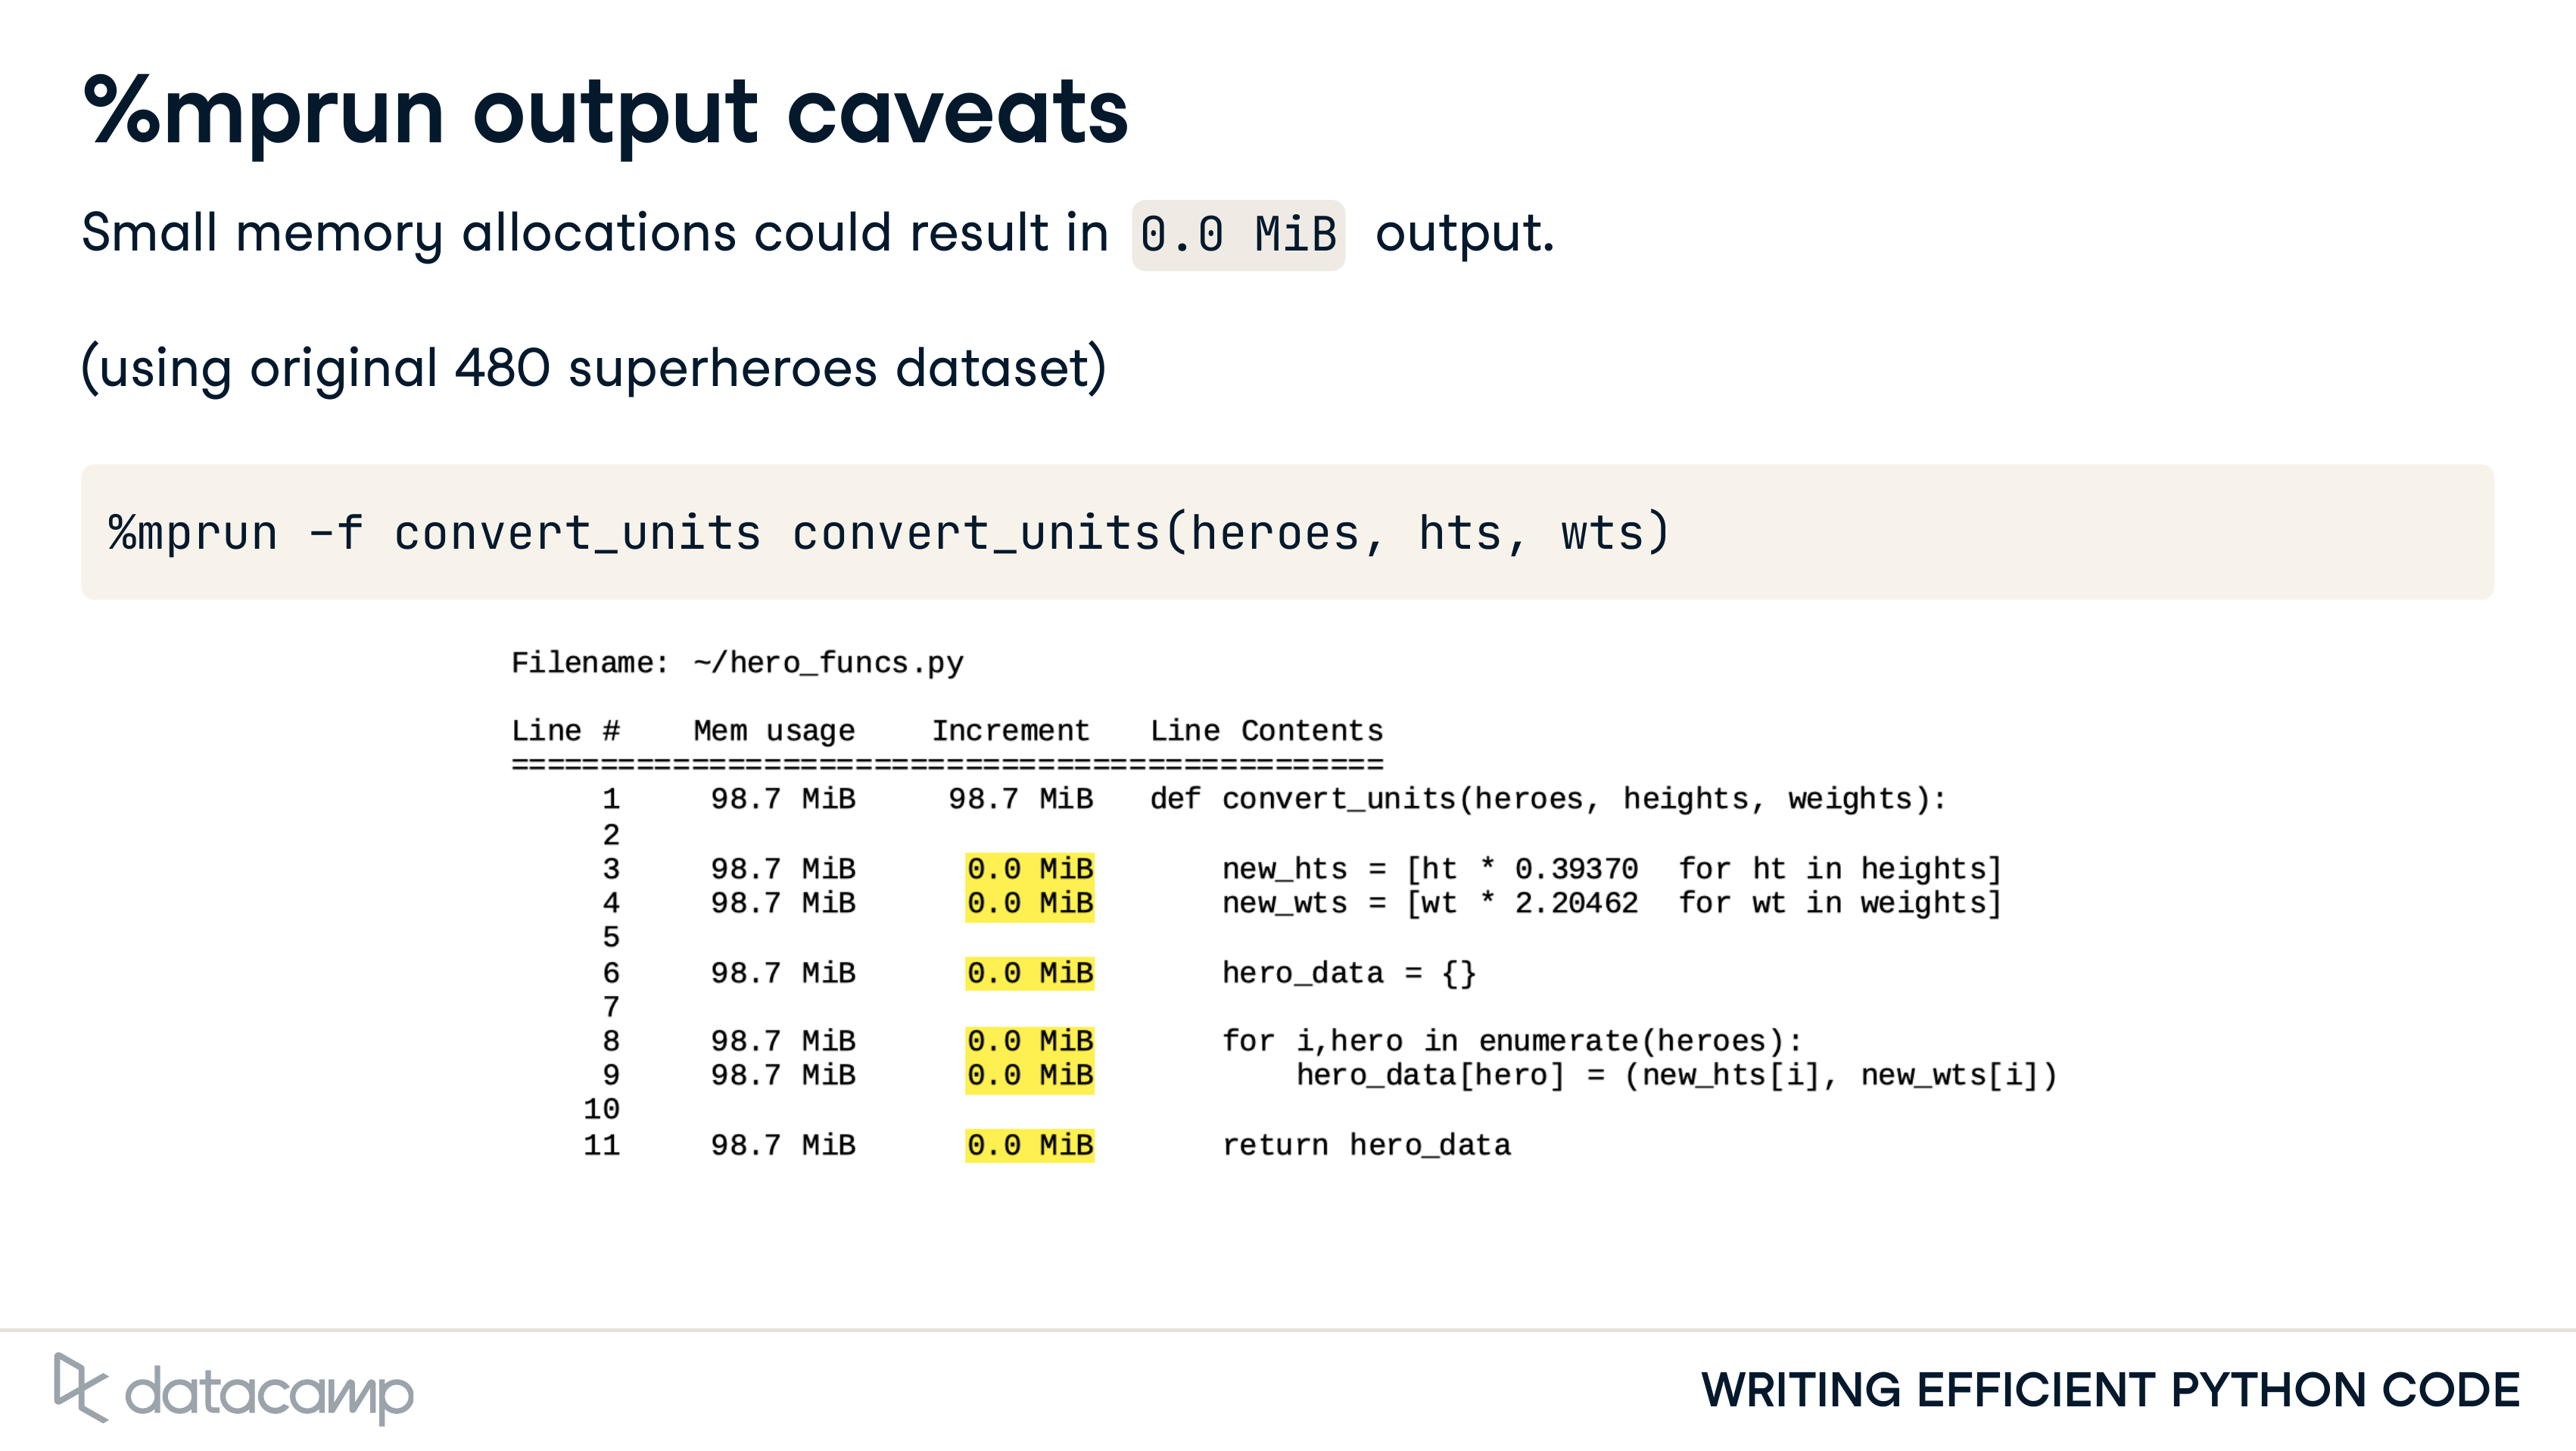 %mprun output caveats
Small memory allocations could result in 0.0 MiB output.
(using original 480 superheroes dataset)
%mprun -f convert_units convert_units(heroes, hts, wts)
Filename: ~/hero_funcs.py
Line #    Mem usage    Increment   Line Contents
================================================
     1     98.7 MiB     98.7 MiB   def convert_units(heroes, heights, weights):
     2
     3     98.7 MiB      0.0 MiB       new_hts = [ht * 0.39370  for ht in heights]
     4     98.7 MiB      0.0 MiB       new_wts = [wt * 2.20462  for wt in weights]
     5
     6     98.7 MiB      0.0 MiB       hero_data = {}
     7
     8     98.7 MiB      0.0 MiB       for i,hero in enumerate(heroes):
     9     98.7 MiB      0.0 MiB           hero_data[hero] = (new_hts[i], new_wts[i])
    10
    11     98.7 MiB      0.0 MiB       return hero_data
datacamp
WRITING EFFICIENT PYTHON CODE